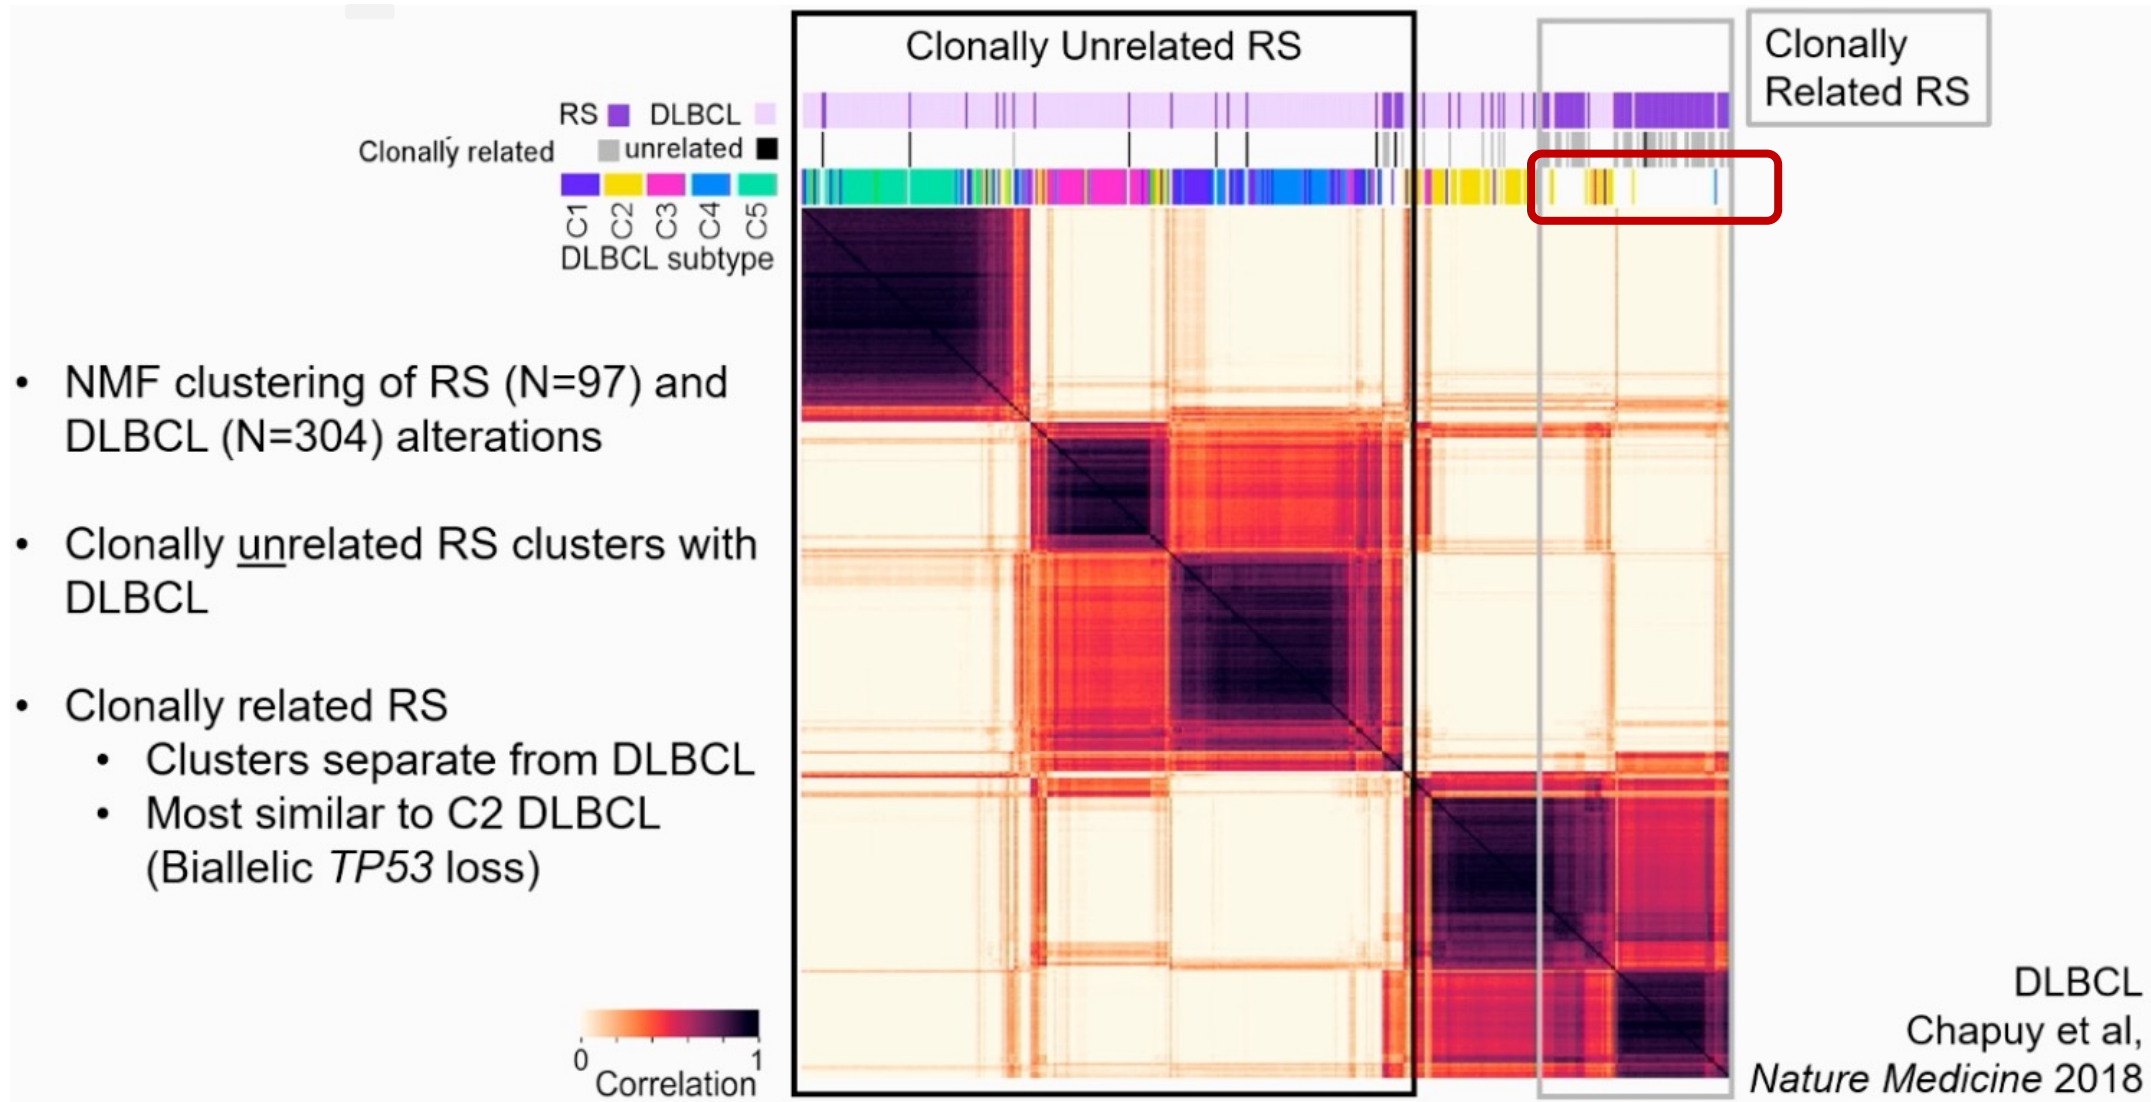 Clonally Unrelated RS
Clonally
Related RS
RS DLBCL
Clonally related unrelated
C1 C2 C3 C4 C5
DLBCL subtype
• NMF clustering of RS (N=97) and
DLBCL (N=304) alterations
• Clonally unrelated RS clusters with
DLBCL
• Clonally related RS
• Clusters separate from DLBCL
• Most similar to C2 DLBCL
(Biallelic TP53 loss)
0 1
Correlation
DLBCL
Chapuy et al,
Nature Medicine 2018